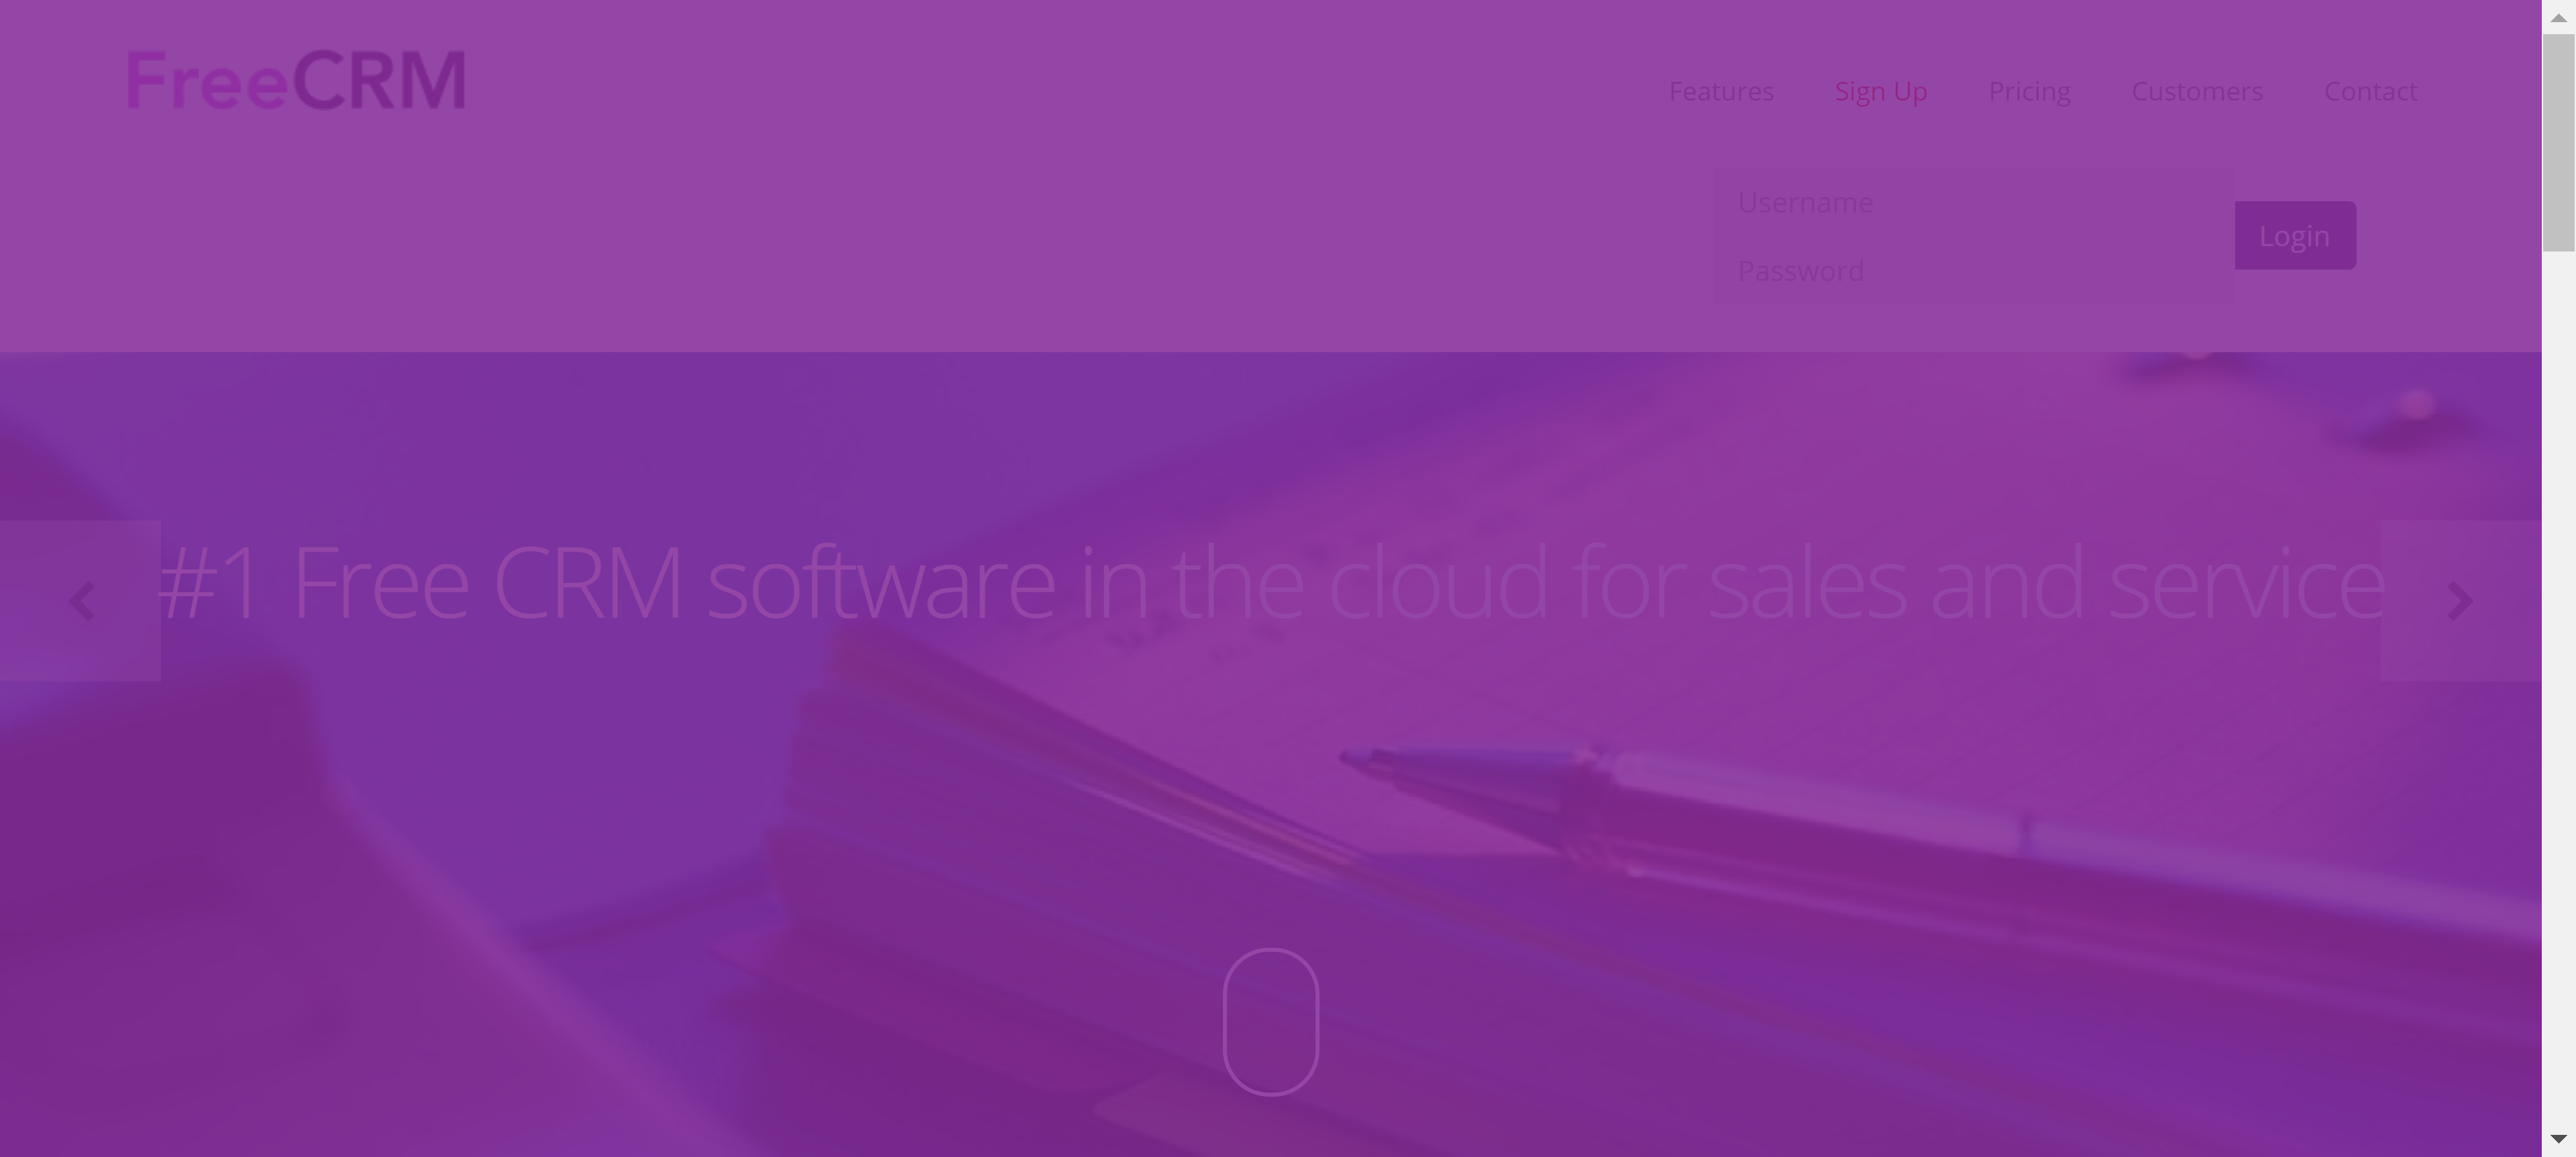 FreeCRM
Features Sign Up Pricing Customers Contact
Username
Login
Password
#1 Free CRM software in the cloud for sales and service